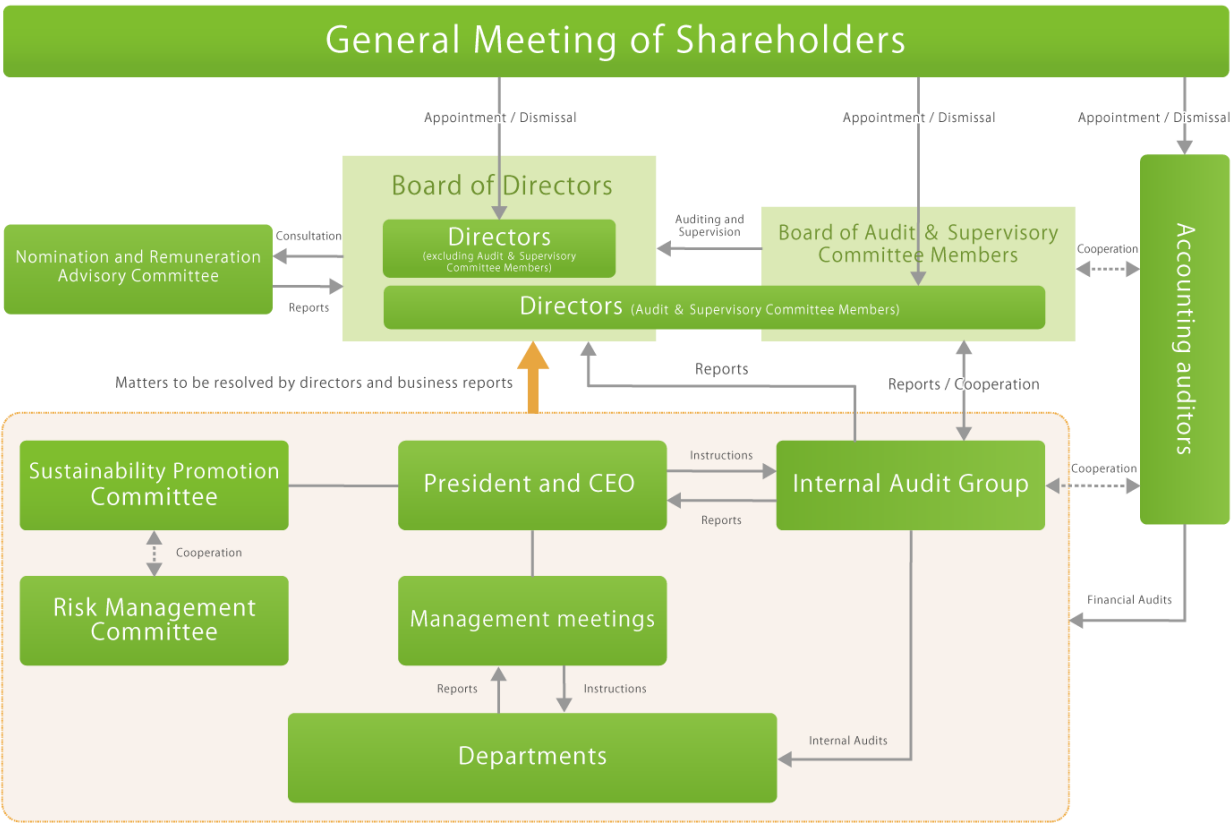 General Meeting of Shareholders
Appointment / Dismissal
Appointment / Dismissal
Appointment / Dismissal
Board of Directors
Directors
(excluding Audit & Supervisory
Committee Members)
Auditing and
Supervision
Board of Audit & Supervisory
Committee Members
Directors (Audit & Supervisory Committee Members)
Consultation
Nomination and Remuneration
Advisory Committee
Reports
Cooperation
Accounting auditors
Matters to be resolved by directors and business reports
Reports
Reports / Cooperation
Sustainability Promotion
Committee
President and CEO
Instructions
Reports
Internal Audit Group
Cooperation
Cooperation
Risk Management
Committee
Management meetings
Financial Audits
Reports
Instructions
Departments
Internal Audits